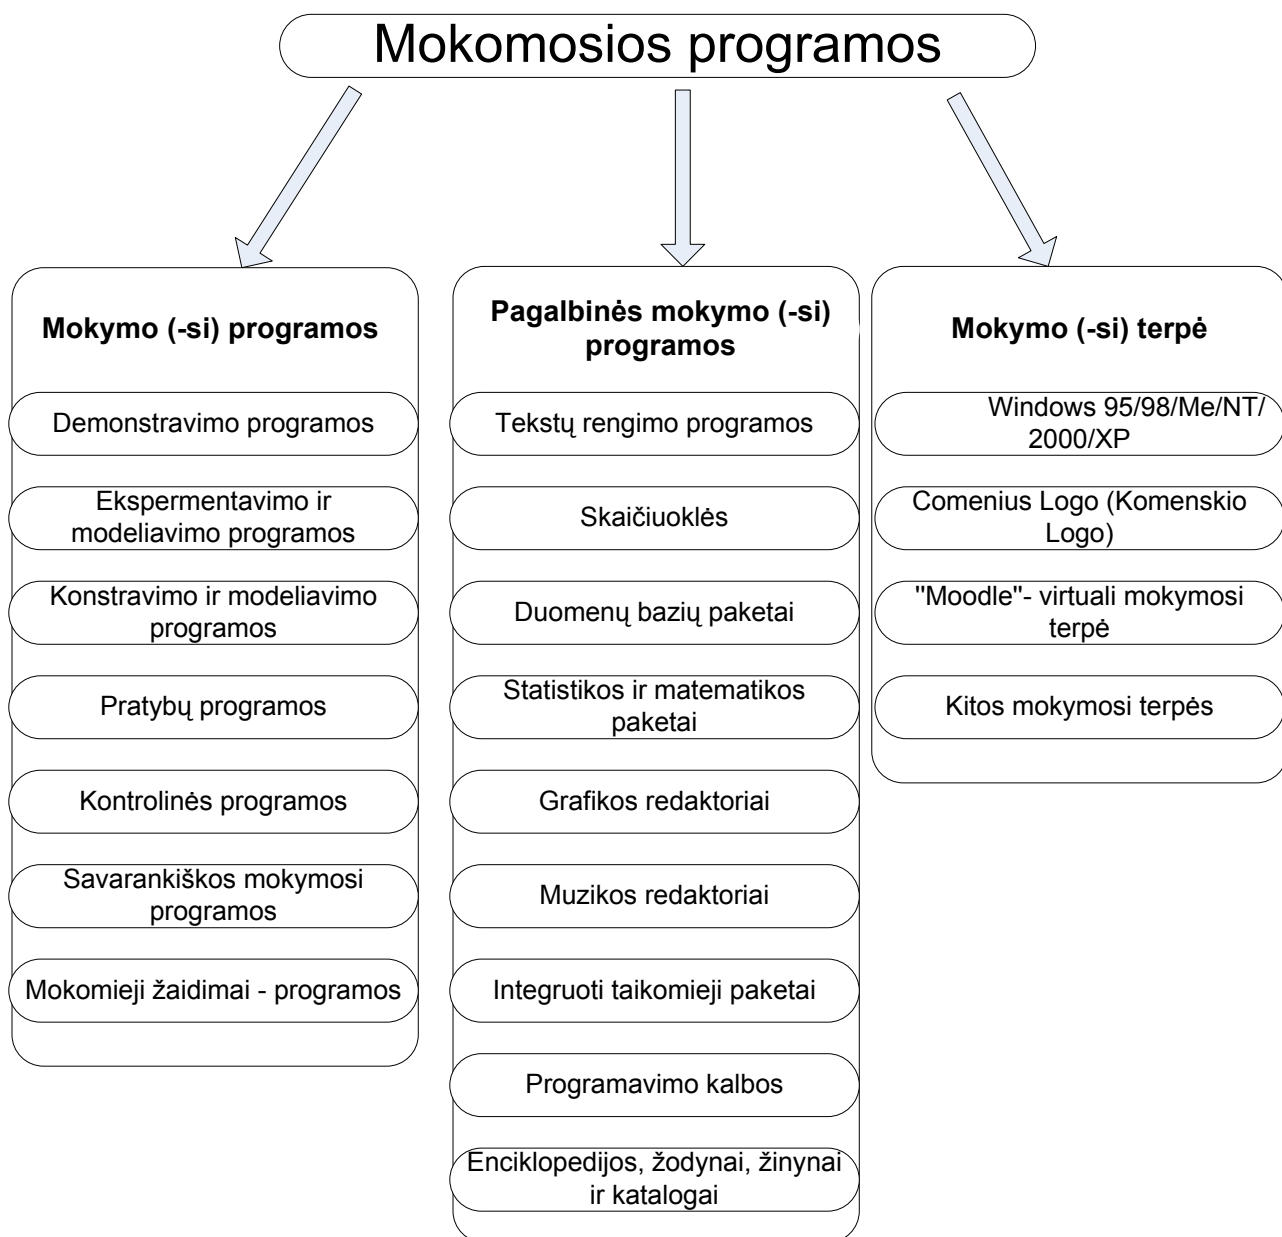 Mokomosios programos
Mokymo (-si) programos
Demonstravimo programos
Ekspermentavimo ir
modeliavimo programos
Konstravimo ir modeliavimo
programos
Pratybų programos
Kontrolinės programos
Savarankiškos mokymosi
programos
Mokomieji žaidimai - programos
Pagalbinės mokymo (-si)
programos
Tekstų rengimo programos
Skaičiuoklės
Duomenų bazių paketai
Statistikos ir matematikos
paketai
Grafikos redaktoriai
Muzikos redaktoriai
Integruoti taikomieji paketai
Programavimo kalbos
Enciklopedijos, žodynai, žinynai
ir katalogai
Mokymo (-si) terpė
Windows 95/98/Me/NT/
2000/XP
Comenius Logo (Komenskio
Logo)
"Moodle"- virtuali mokymosi
terpė
Kitos mokymosi terpės